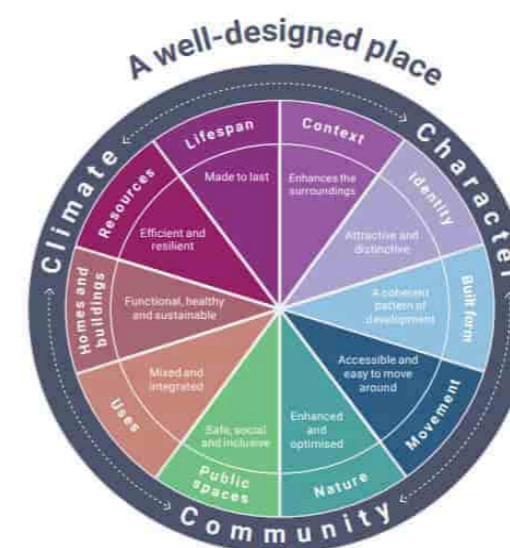 A well-designed place
Climate
Character
Community
Context
Enhances the
surroundings
Identity
Attractive and
distinctive
Built form
A coherent
pattern of
development
Movement
Accessible and
easy to move
around
Nature
Enhanced
and
optimised
Public
spaces
Safe, social
and inclusive
Uses
Mixed and
integrated
Homes and
buildings
Functional, healthy
and sustainable
Resources
Efficient and
resilient
Lifespan
Made to last